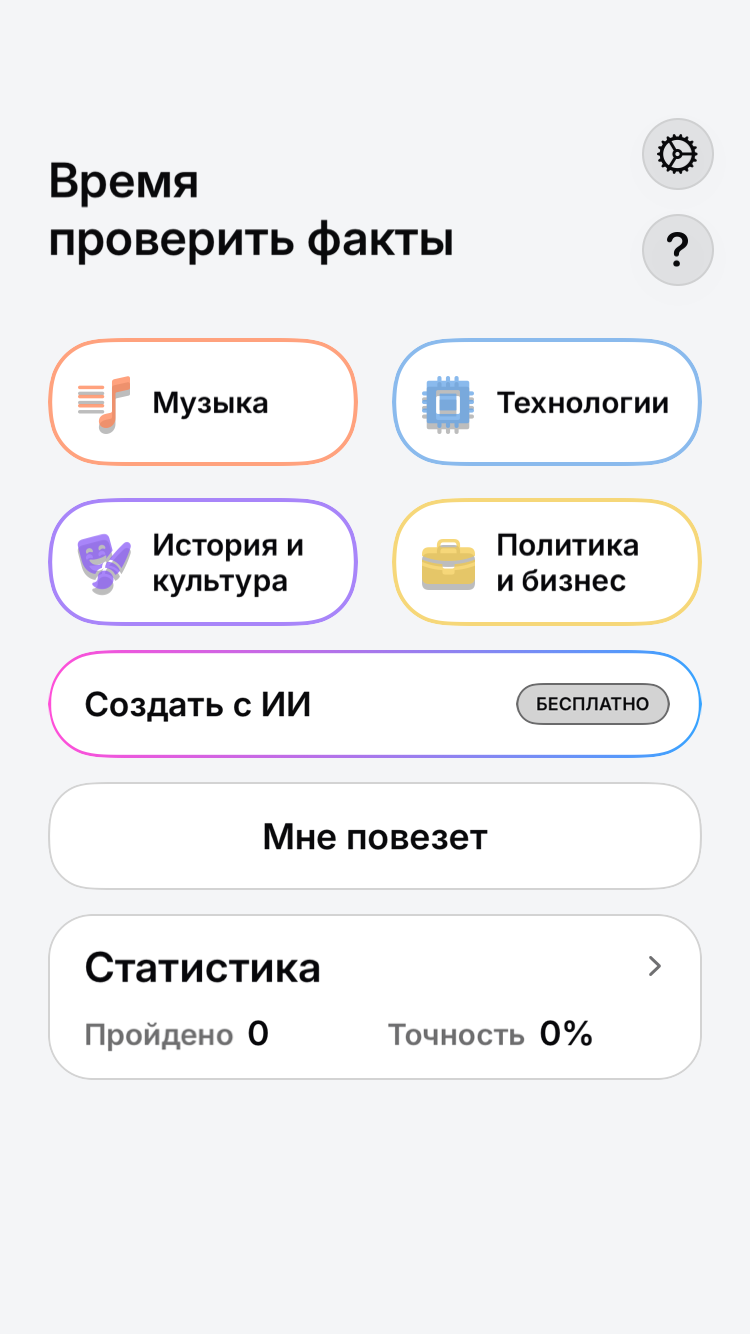 Время
проверить факты
?
Музыка
Технологии
История и
культура
Политика
и бизнес
Создать с ИИ
БЕСПЛАТНО
Мне повезет
Статистика
Пройдено 0
Точность 0%